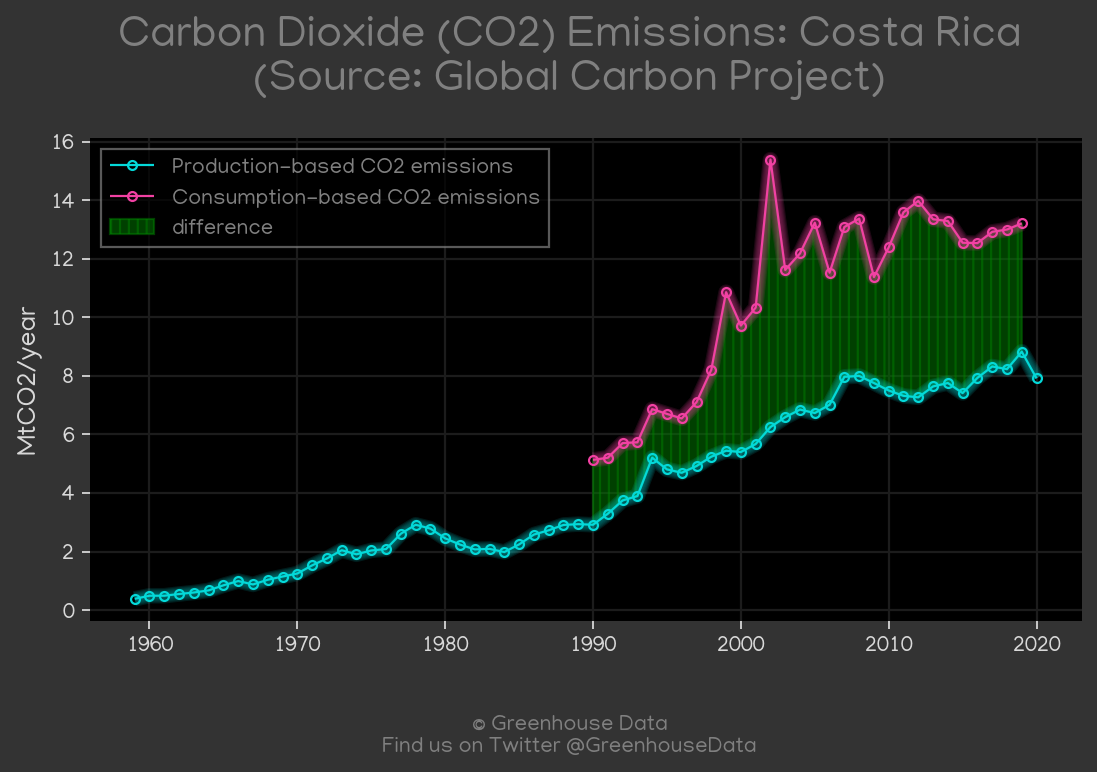 Carbon Dioxide (CO2) Emissions: Costa Rica
(Source: Global Carbon Project)
16
14
12
10
8
6
4
2
0
MtCO2/year
Production-based CO2 emissions
Consumption-based CO2 emissions
difference
1960 1970 1980 1990 2000 2010 2020
© Greenhouse Data
Find us on Twitter @GreenhouseData